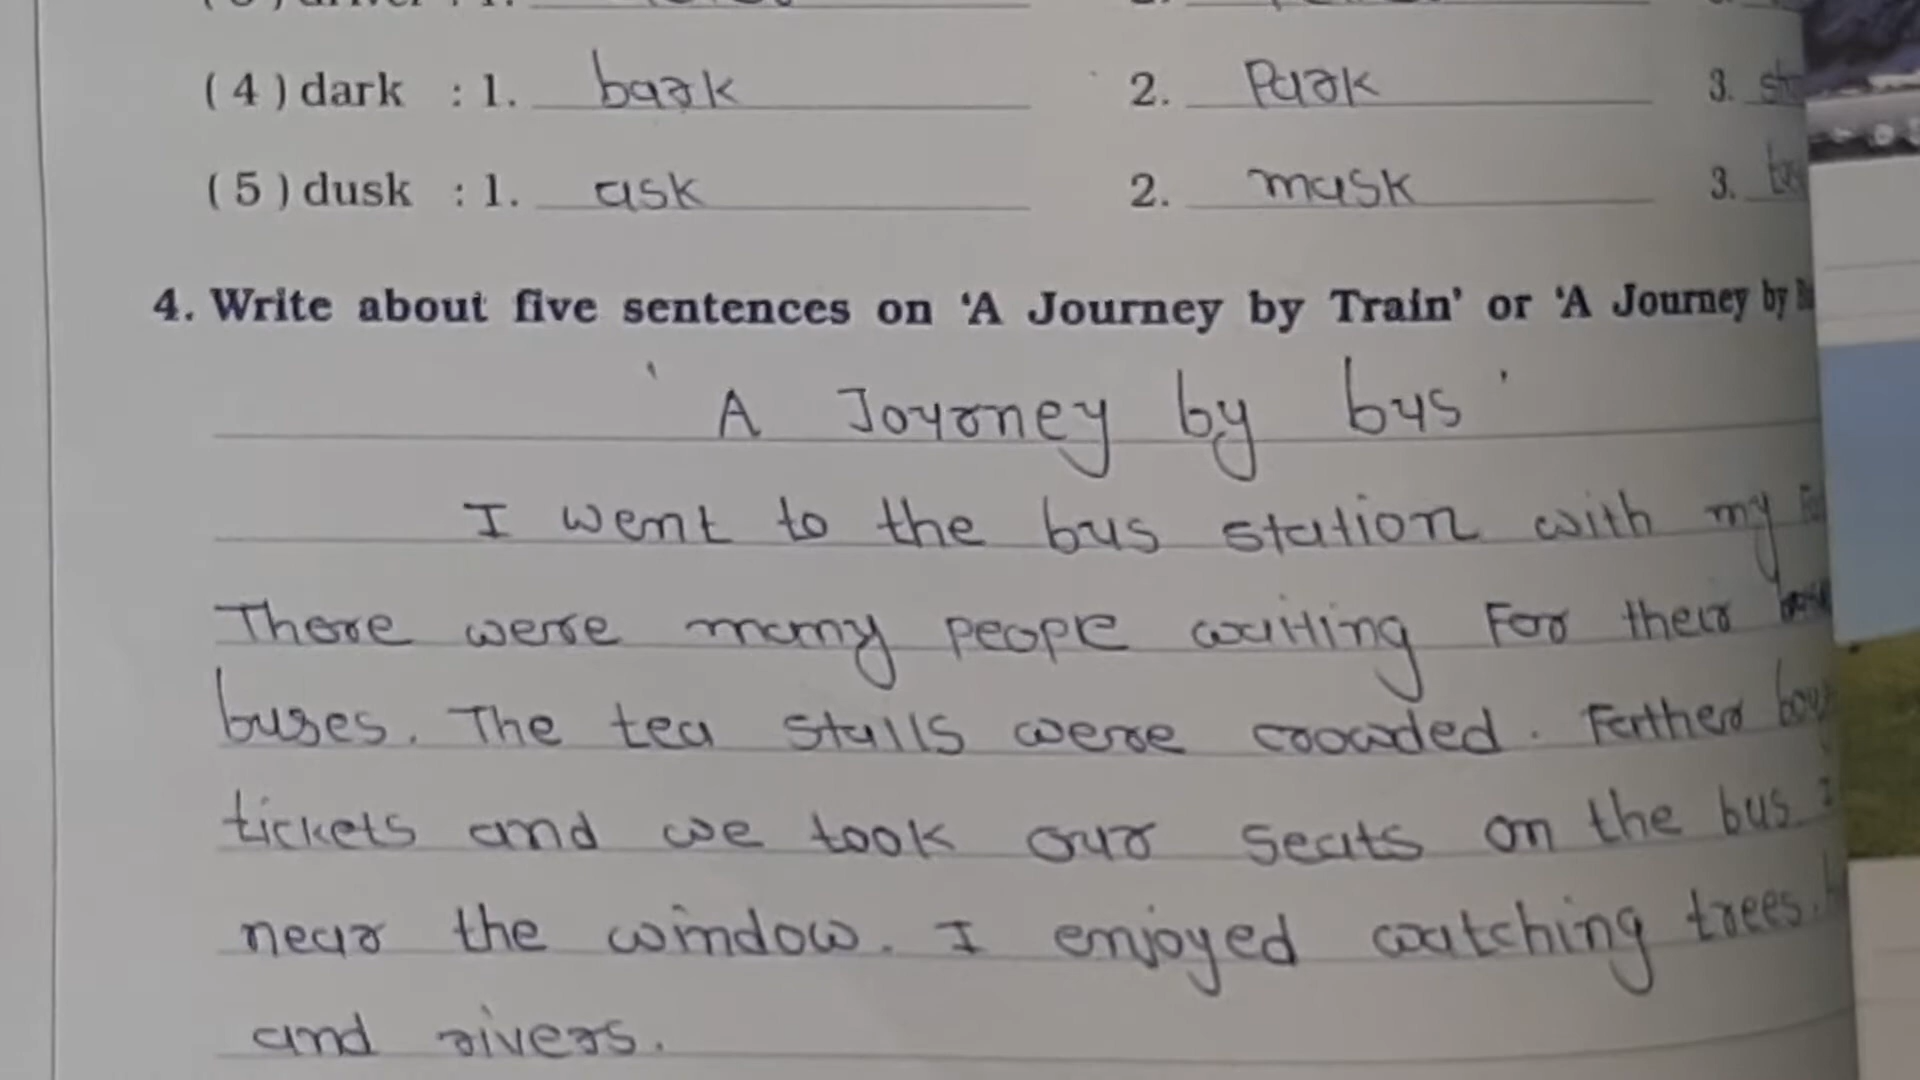 (4) dark : 1. bark 2. Park 3.
(5) dusk : 1. ask 2. mask 3.
4. Write about five sentences on 'A Journey by Train' or 'A Journey by
'A Journey by bus'
I went to the bus station with my
There were many people waiting For their
buses. The tea stalls were crowded. Father
tickets and we took our seats on the bus. I
near the window. I enjoyed watching trees.
and rivers.